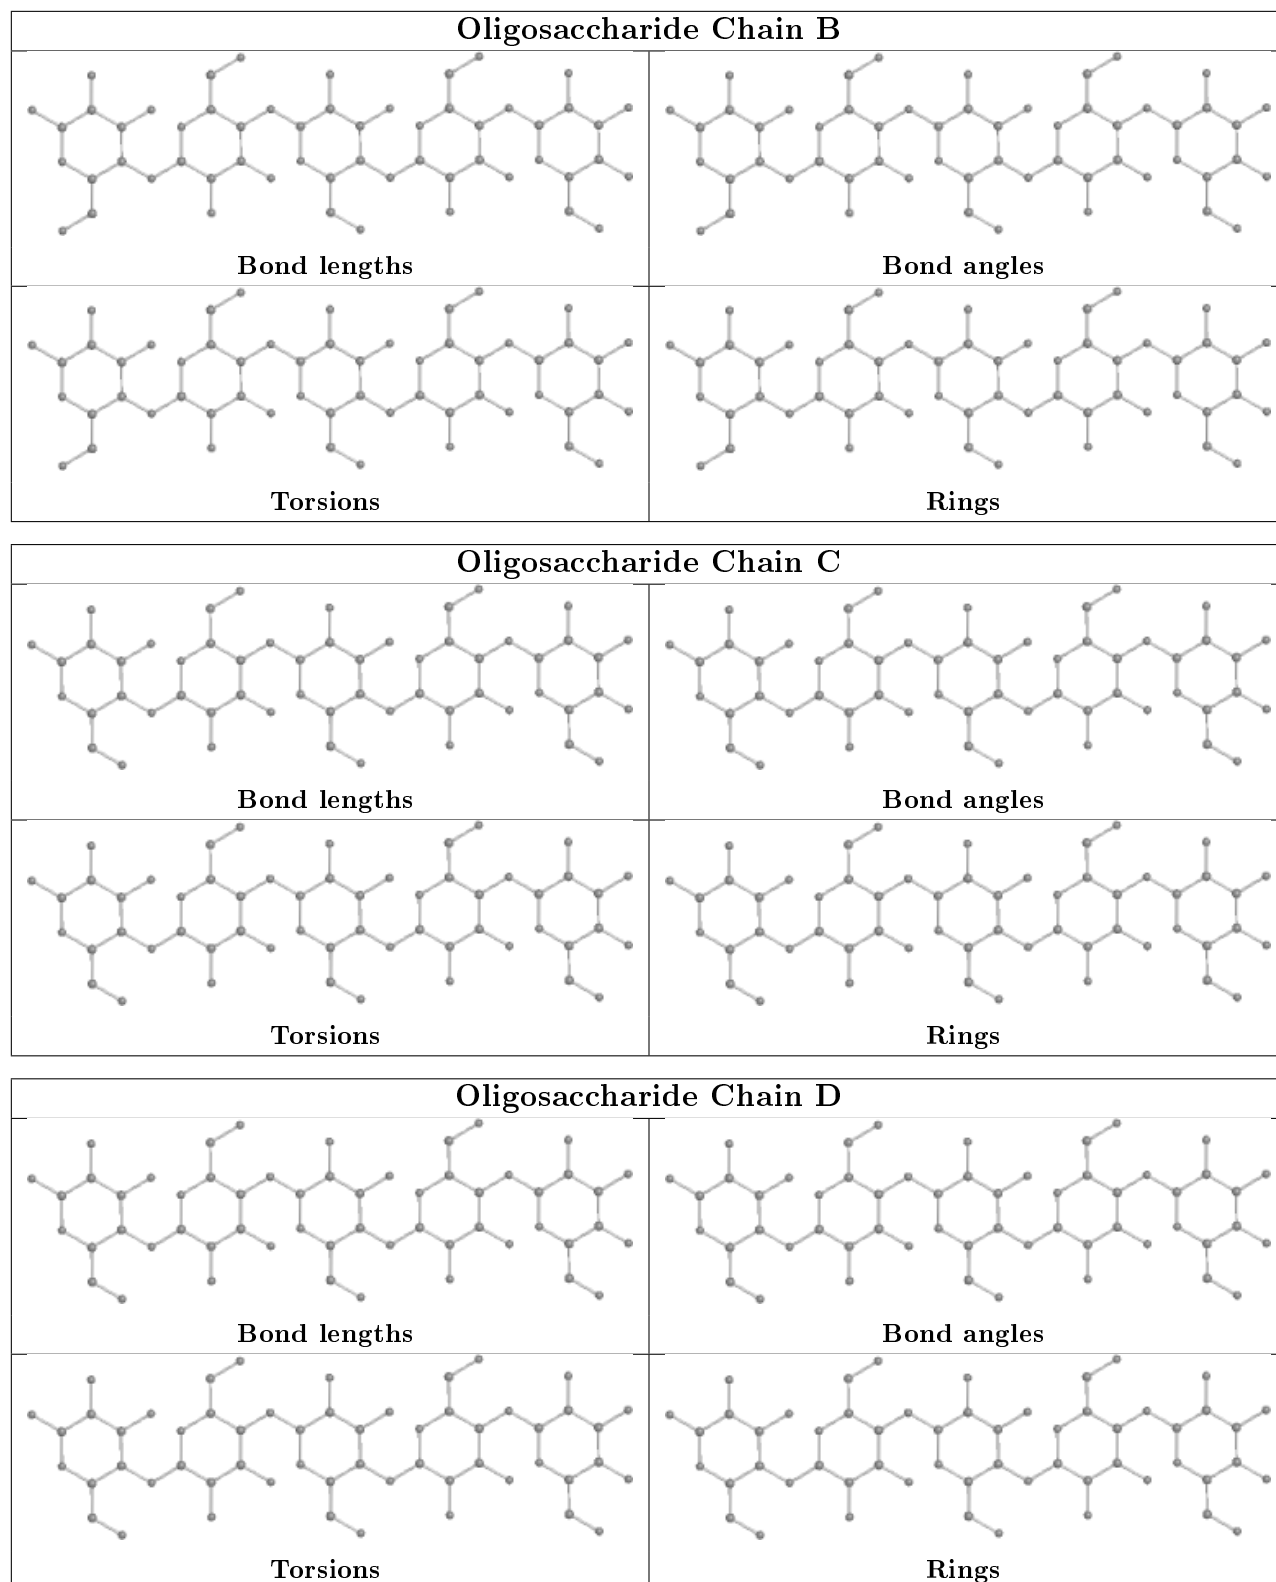 Oligosaccharide Chain B
Bond lengths
Bond angles
Torsions
Rings
Oligosaccharide Chain C
Bond lengths
Bond angles
Torsions
Rings
Oligosaccharide Chain D
Bond lengths
Bond angles
Torsions
Rings